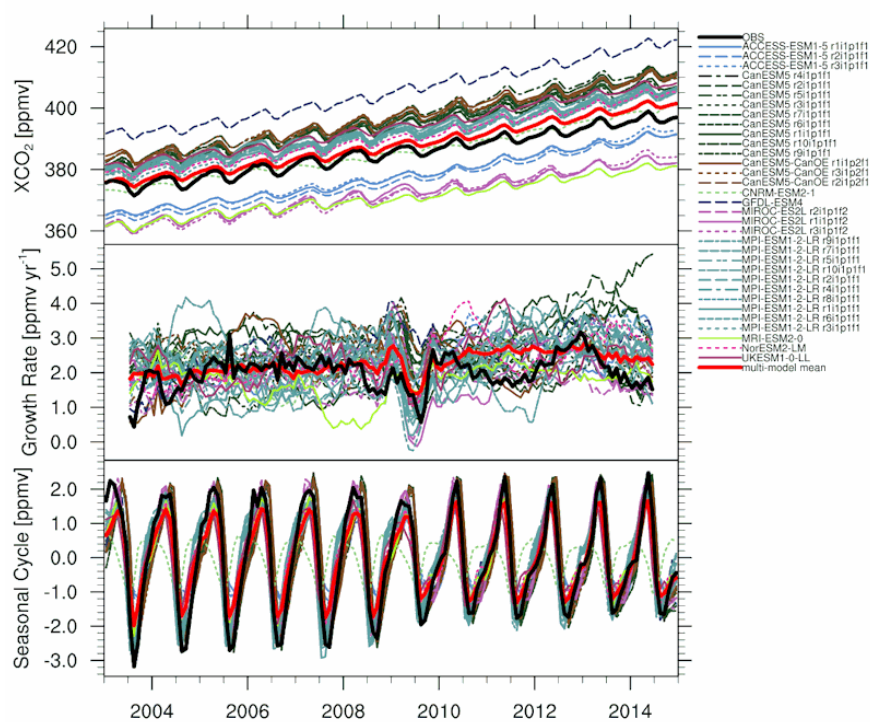 XCO2 [ppmv]
420
400
380
360
Growth Rate [ppmv yr-1]
5.0
4.0
3.0
2.0
1.0
0.0
Seasonal Cycle [ppmv]
2.0
1.0
0.0
-1.0
-2.0
-3.0
2004 2006 2008 2010 2012 2014
OBS
ACCESS-ESM1-5 r1i1p1f1
ACCESS-ESM1-5 r2i1p1f1
ACCESS-ESM1-5 r3i1p1f1
CanESM5 r4i1p1f1
CanESM5 r2i1p1f1
CanESM5 r5i1p1f1
CanESM5 r3i1p1f1
CanESM5 r7i1p1f1
CanESM5 r6i1p1f1
CanESM5 r1i1p1f1
CanESM5 r10i1p1f1
CanESM5 r9i1p1f1
CanESM5-CanOE r1i1p2f1
CanESM5-CanOE r3i1p2f1
CanESM5-CanOE r2i1p2f1
CNRM-ESM2-1
GFDL-ESM4
MIROC-ES2L r2i1p1f2
MIROC-ES2L r1i1p1f2
MIROC-ES2L r3i1p1f2
MPI-ESM1-2-LR r9i1p1f1
MPI-ESM1-2-LR r7i1p1f1
MPI-ESM1-2-LR r5i1p1f1
MPI-ESM1-2-LR r10i1p1f1
MPI-ESM1-2-LR r2i1p1f1
MPI-ESM1-2-LR r4i1p1f1
MPI-ESM1-2-LR r8i1p1f1
MPI-ESM1-2-LR r1i1p1f1
MPI-ESM1-2-LR r6i1p1f1
MPI-ESM1-2-LR r3i1p1f1
MRI-ESM2-0
NorESM2-LM
UKESM1-0-LL
multi-model mean